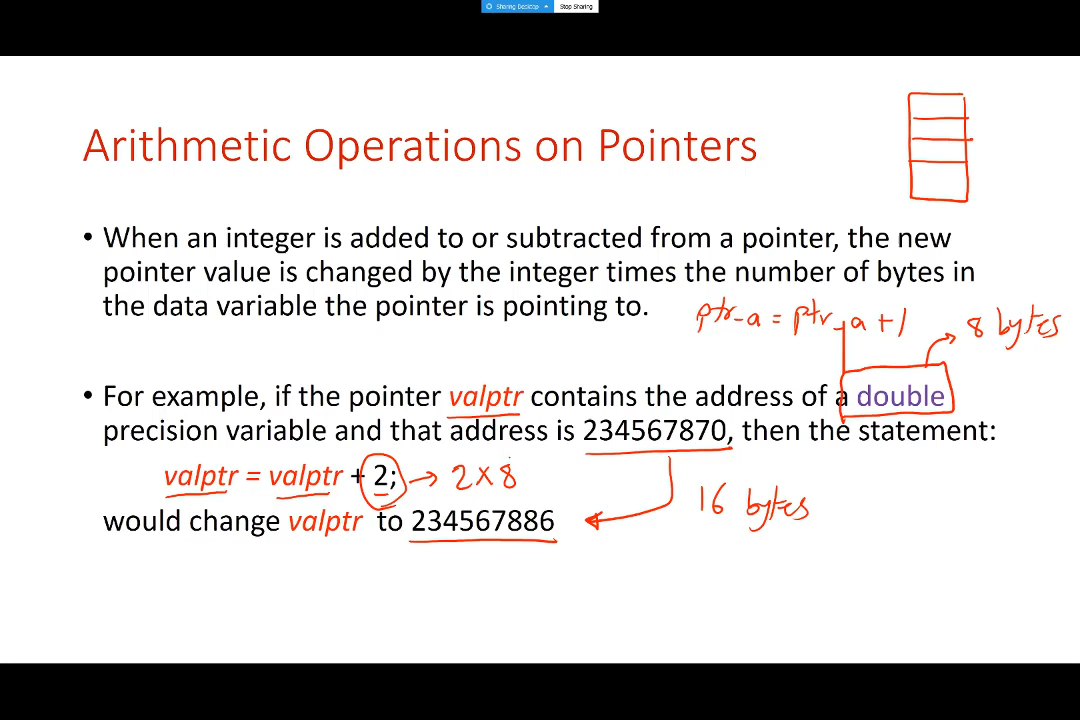 Sharing Desktop Stop Sharing
Arithmetic Operations on Pointers
• When an integer is added to or subtracted from a pointer, the new
pointer value is changed by the integer times the number of bytes in
the data variable the pointer is pointing to.
ptr_a = ptr_a + 1
8 bytes
• For example, if the pointer valptr contains the address of a double
precision variable and that address is 234567870, then the statement:
valptr = valptr + 2; → 2 × 8
16 bytes
would change valptr to 234567886